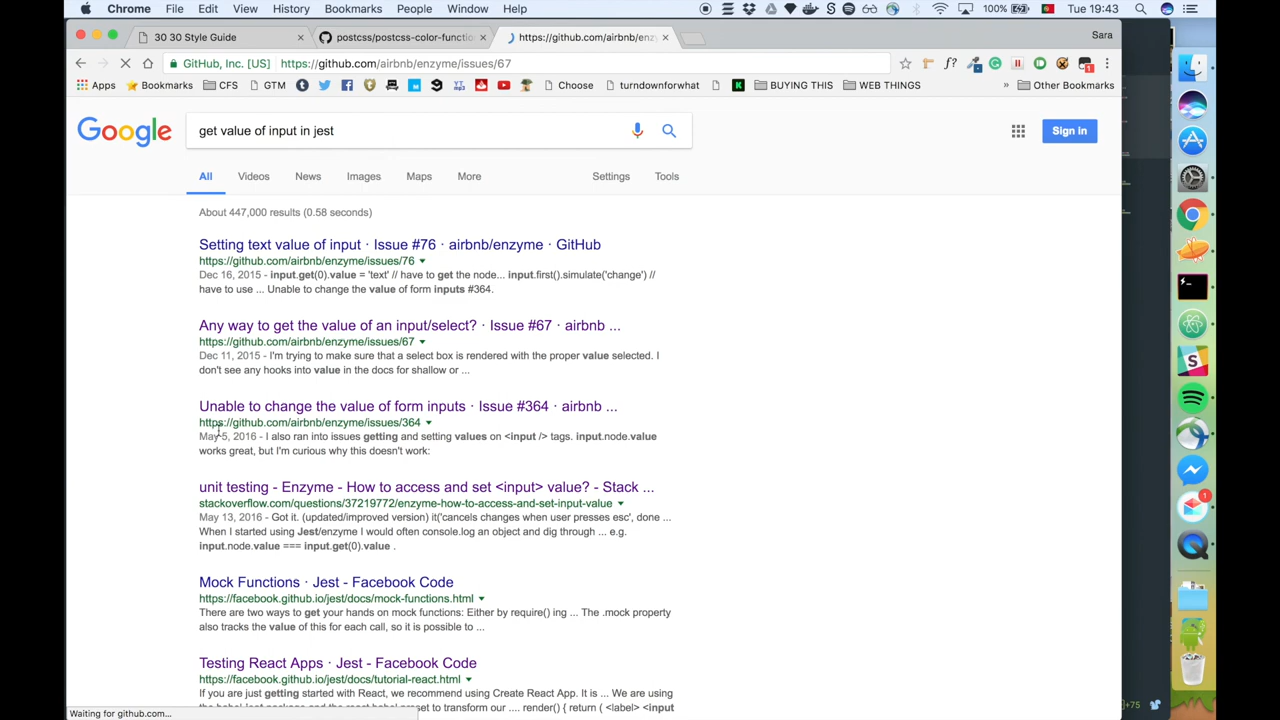 Chrome File Edit View History Bookmarks People Window Help 100% Tue 19:43
30 30 Style Guide postcss/postcss-color-functio https://github.com/airbnb/enzy Sara
GitHub, Inc. [US] https://github.com/airbnb/enzyme/issues/67 f?
Apps Bookmarks CFS GTM Choose turndownforwhat K BUYING THIS WEB THINGS » Other Bookmarks
Google get value of input in jest Sign in
All Videos News Images Maps More Settings Tools
About 447,000 results (0.58 seconds)
Setting text value of input · Issue #76 · airbnb/enzyme · GitHub
https://github.com/airbnb/enzyme/issues/76
Dec 16, 2015 - input.get(0).value = 'text' // have to get the node... input.first().simulate('change') //
have to use ... Unable to change the value of form inputs #364.
Any way to get the value of an input/select? · Issue #67 · airbnb ...
https://github.com/airbnb/enzyme/issues/67
Dec 11, 2015 - I'm trying to make sure that a select box is rendered with the proper value selected. I
don't see any hooks into value in the docs for shallow or ...
Unable to change the value of form inputs · Issue #364 · airbnb ...
https://github.com/airbnb/enzyme/issues/364
May 5, 2016 - I also ran into issues getting and setting values on <input /> tags. input.node.value
works great, but I'm curious why this doesn't work:
unit testing - Enzyme - How to access and set <input> value? - Stack ...
stackoverflow.com/questions/37219772/enzyme-how-to-access-and-set-input-value
May 13, 2016 - Got it. (updated/improved version) it('cancels changes when user presses esc', done ...
When I started using Jest/enzyme I would often console.log an object and dig through ... e.g.
input.node.value === input.get(0).value .
Mock Functions · Jest - Facebook Code
https://facebook.github.io/jest/docs/mock-functions.html
There are two ways to get your hands on mock functions: Either by require() ing ... The .mock property
also tracks the value of this for each call, so it is possible to ...
Testing React Apps · Jest - Facebook Code
https://facebook.github.io/jest/docs/tutorial-react.html
If you are just getting started with React, we recommend using Create React App. It is ... We are using
the babel-jest package and the react babel preset to transform our .... render() { return ( <label> <input
Waiting for github.com...
+75